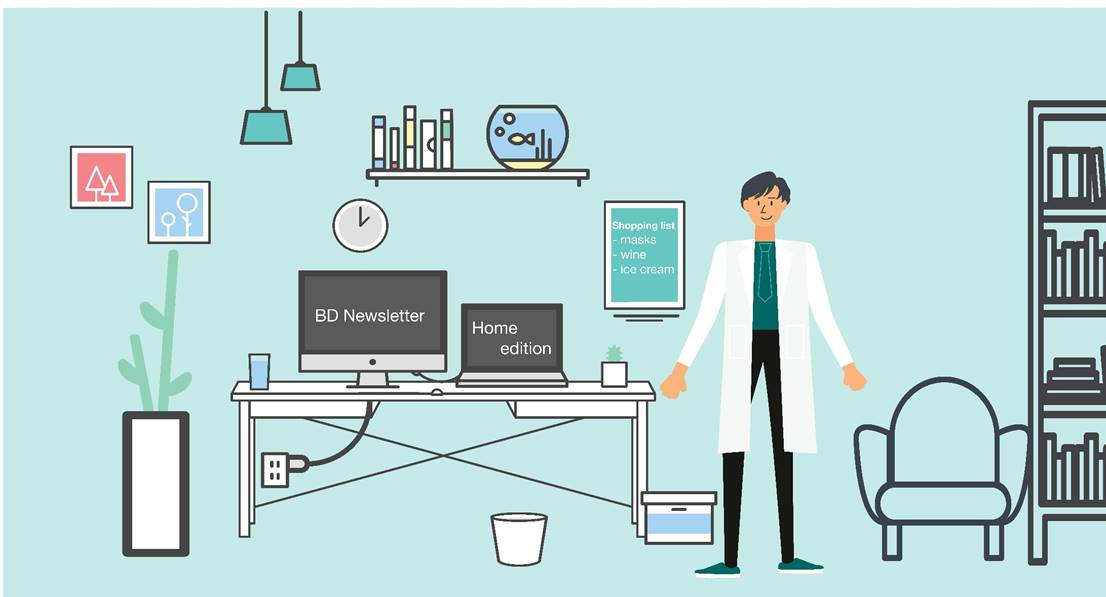 Shopping list
- masks
- wine
- ice cream
BD Newsletter
Home
edition